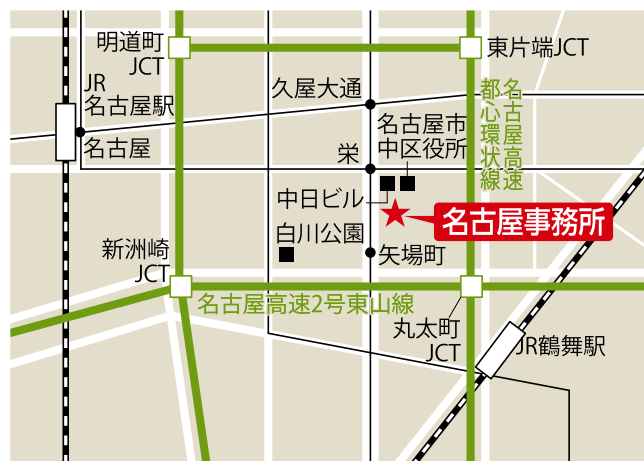 明道町
JCT
東片端JCT
JR
名古屋駅
久屋大通
名古屋高速
都心環状線
名古屋市
中区役所
名古屋
栄
中日ビル
名古屋事務所
白川公園
矢場町
新洲崎
JCT
名古屋高速2号東山線
丸太町
JCT
JR鶴舞駅